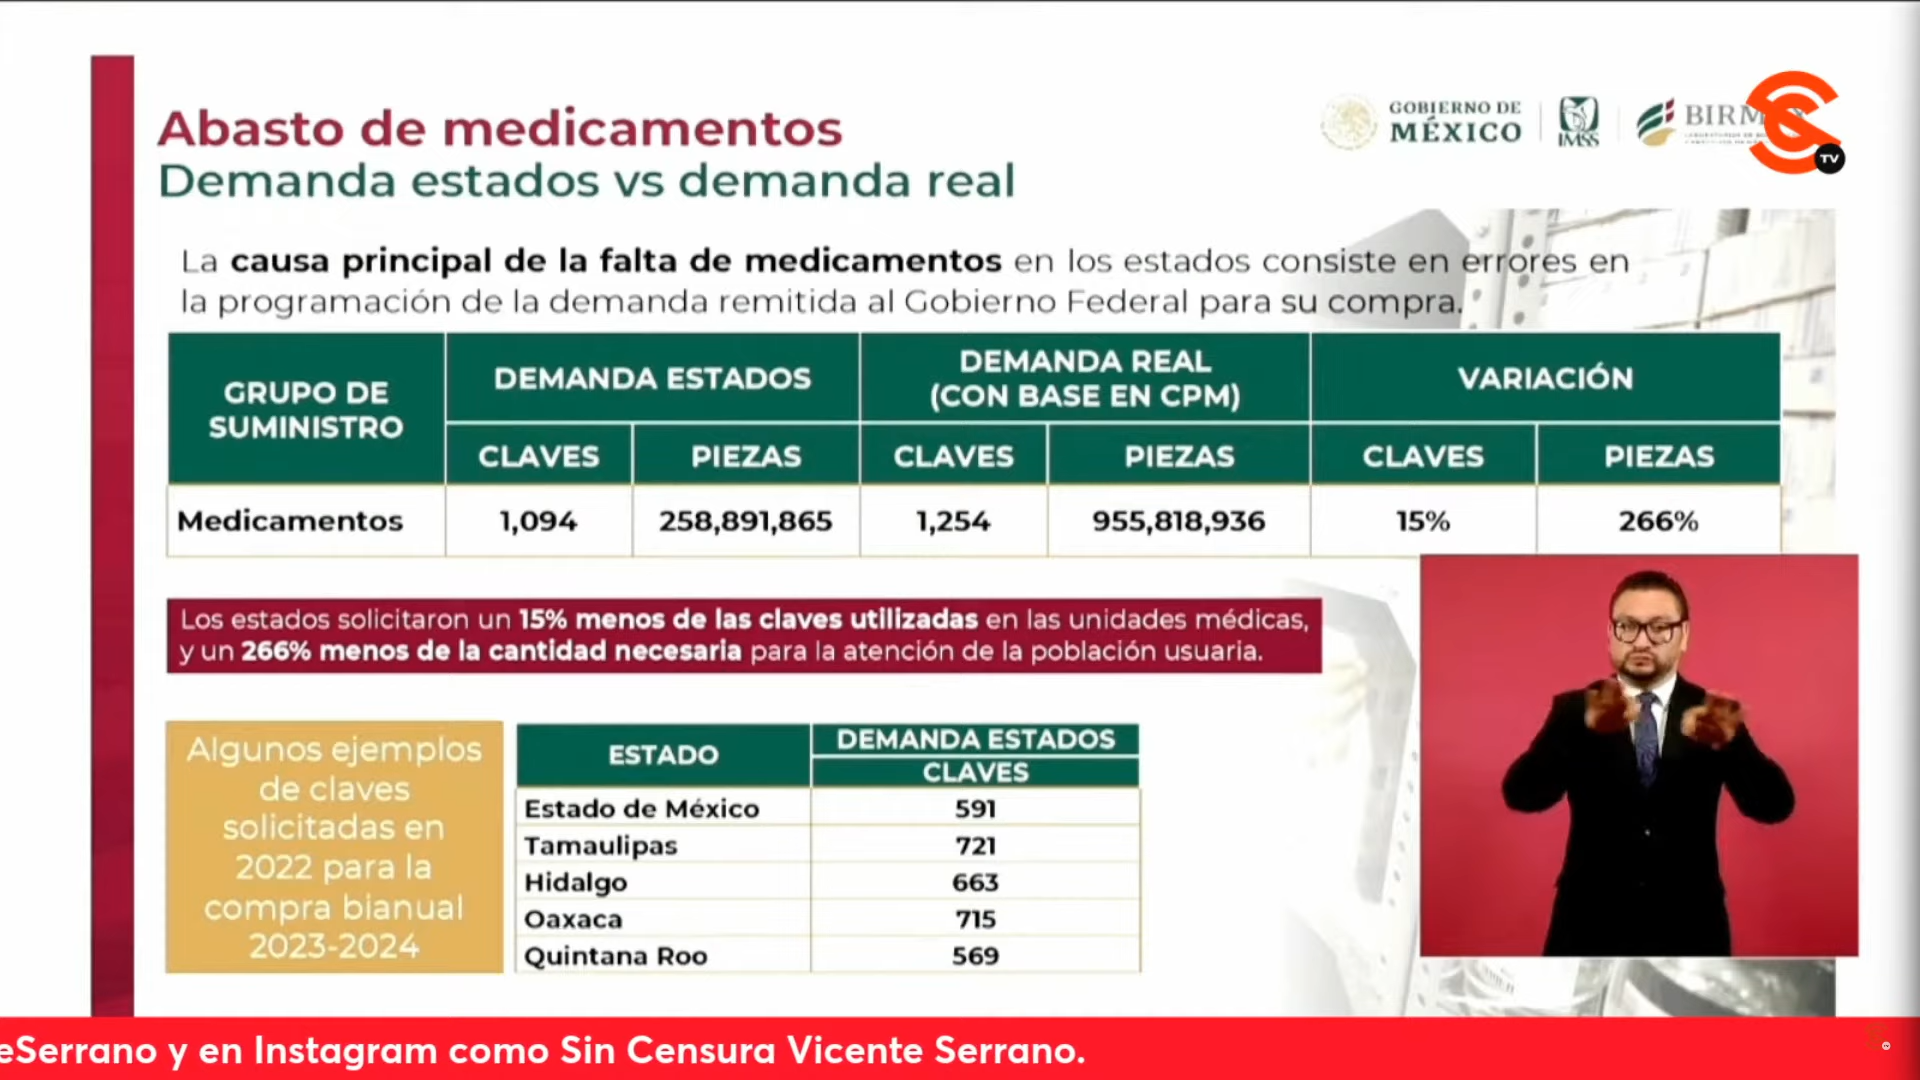 Abasto de medicamentos
Demanda estados vs demanda real
GOBIERNO DE
MÉXICO
IMSS
TV
La causa principal de la falta de medicamentos en los estados consiste en errores en
la programación de la demanda remitida al Gobierno Federal para su compra.
GRUPO DE
SUMINISTRO
DEMANDA ESTADOS
DEMANDA REAL
(CON BASE EN CPM)
VARIACIÓN
CLAVES PIEZAS CLAVES PIEZAS CLAVES PIEZAS
Medicamentos 1,094 258,891,865 1,254 955,818,936 15% 266%
Los estados solicitaron un 15% menos de las claves utilizadas en las unidades médicas,
y un 266% menos de la cantidad necesaria para la atención de la población usuaria.
Algunos ejemplos
de claves
solicitadas en
2022 para la
compra bianual
2023-2024
ESTADO
DEMANDA ESTADOS
CLAVES
Estado de México 591
Tamaulipas 721
Hidalgo 663
Oaxaca 715
Quintana Roo 569
eSerrano y en Instagram como Sin Censura Vicente Serrano.